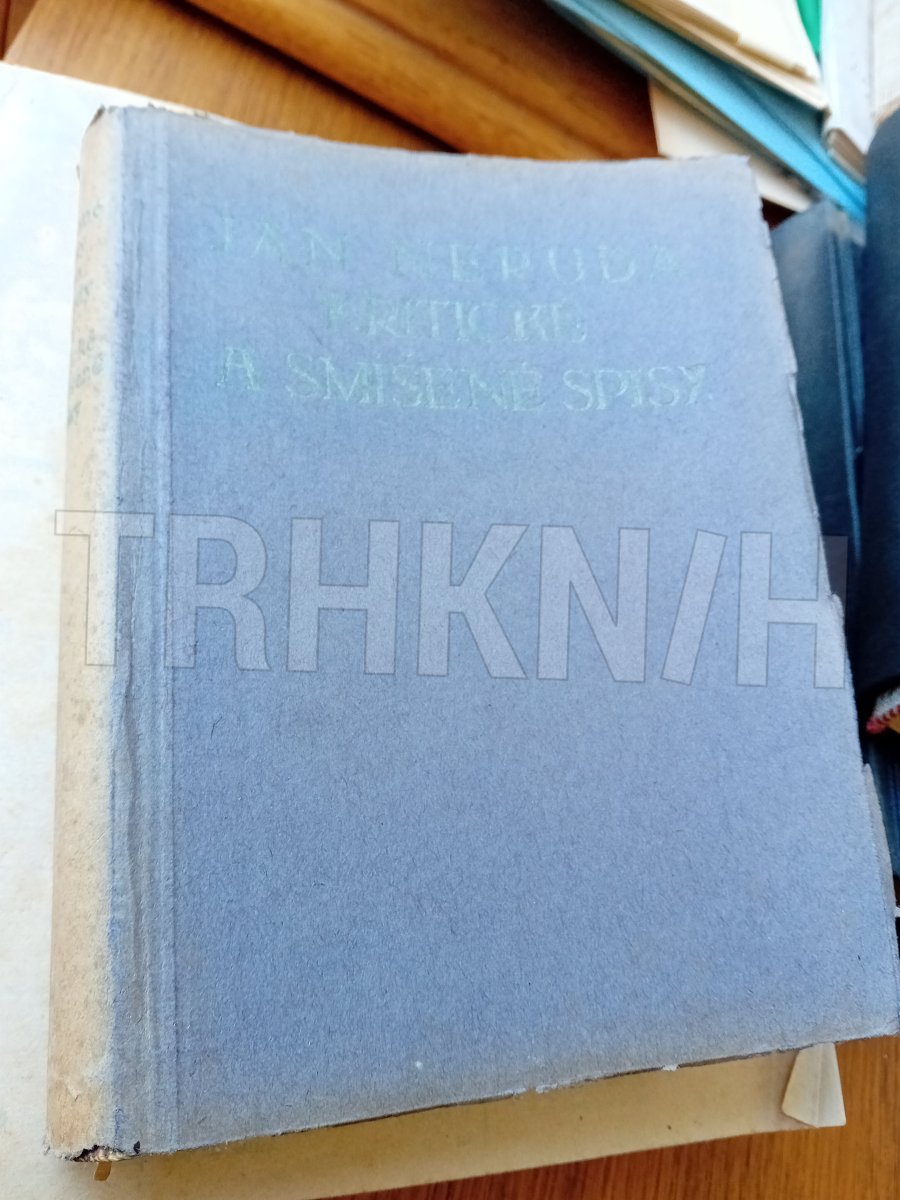 JAN NERUDA
KRITICKÉ
A SMÍŠENÉ SPISY.
TRHKNIH